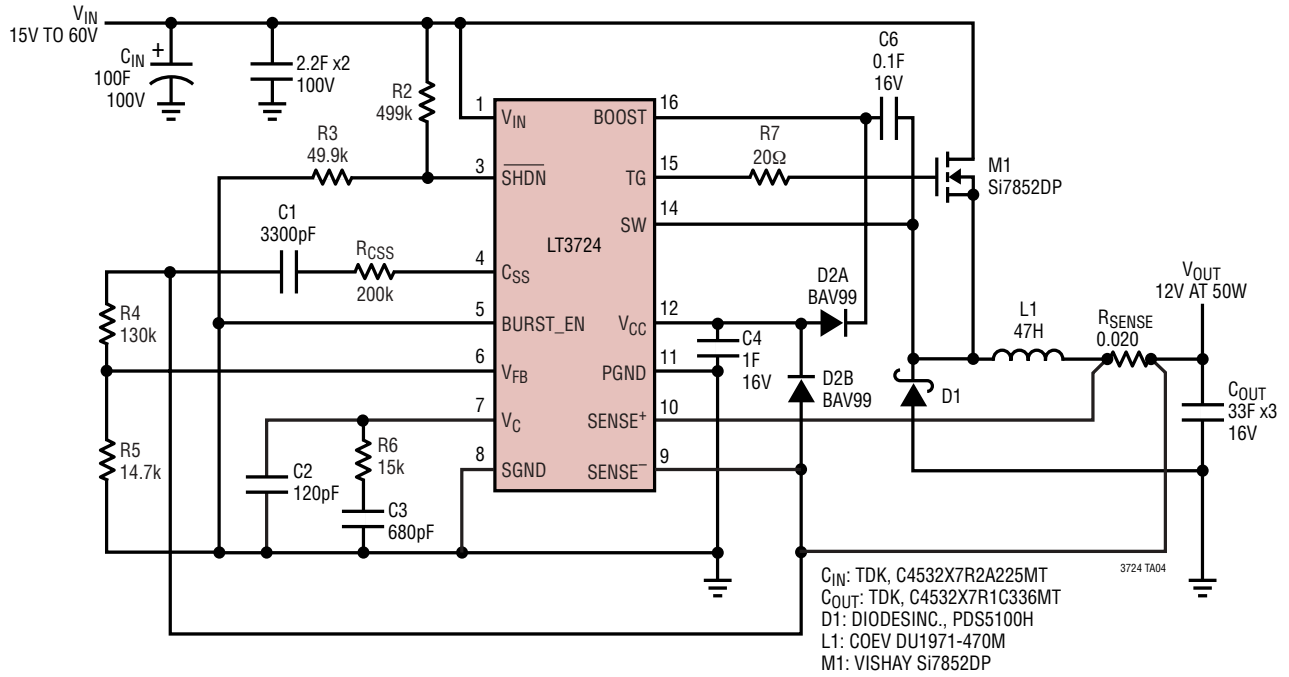 VIN
15V TO 60V
CIN
+
100F
100V
2.2F x2
100V
R2
499k
R3
49.9k
C1
3300pF
RCSS
200k
R4
130k
R5
14.7k
C2
120pF
R6
15k
C3
680pF
1
VIN
3
SHDN
4
CSS
5
BURST_EN
6
VFB
7
VC
8
SGND
LT3724
BOOST
16
TG
15
SW
14
VCC
12
PGND
11
SENSE+
10
SENSE–
9
C6
0.1F
16V
R7
20Ω
M1
Si7852DP
D2A
BAV99
C4
1F
16V
D2B
BAV99
D1
L1
47H
RSENSE
0.020
VOUT
12V AT 50W
COUT
33F x3
16V
3724 TA04
CIN: TDK, C4532X7R2A225MT
COUT: TDK, C4532X7R1C336MT
D1: DIODESINC., PDS5100H
L1: COEV DU1971-470M
M1: VISHAY Si7852DP